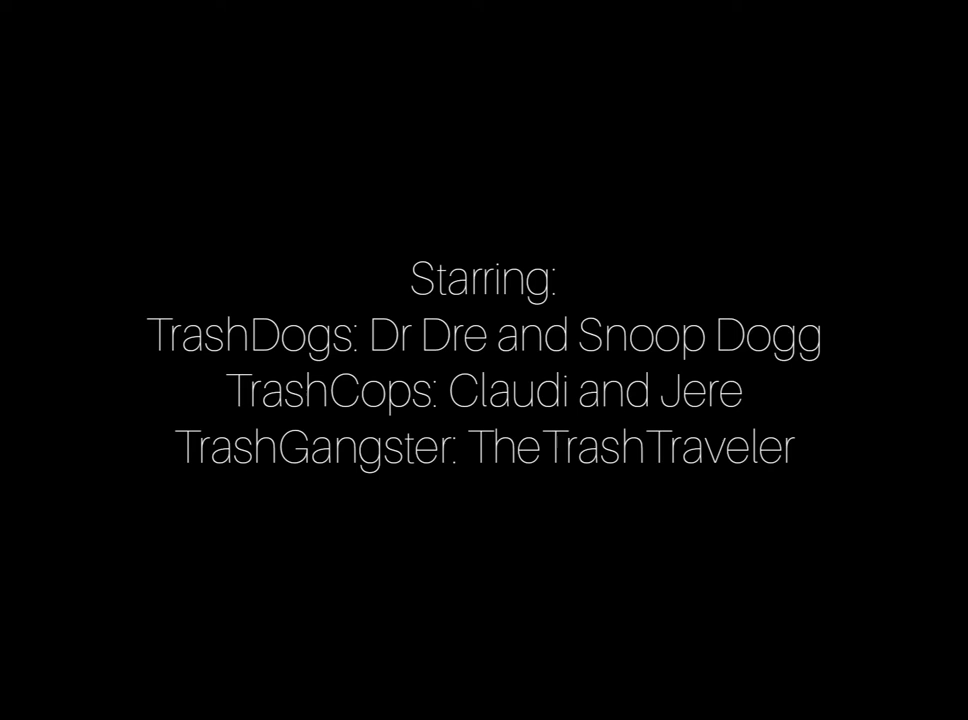 Starring:
TrashDogs: Dr Dre and Snoop Dogg
TrashCops: Claudi and Jere
TrashGangster: TheTrashTraveler